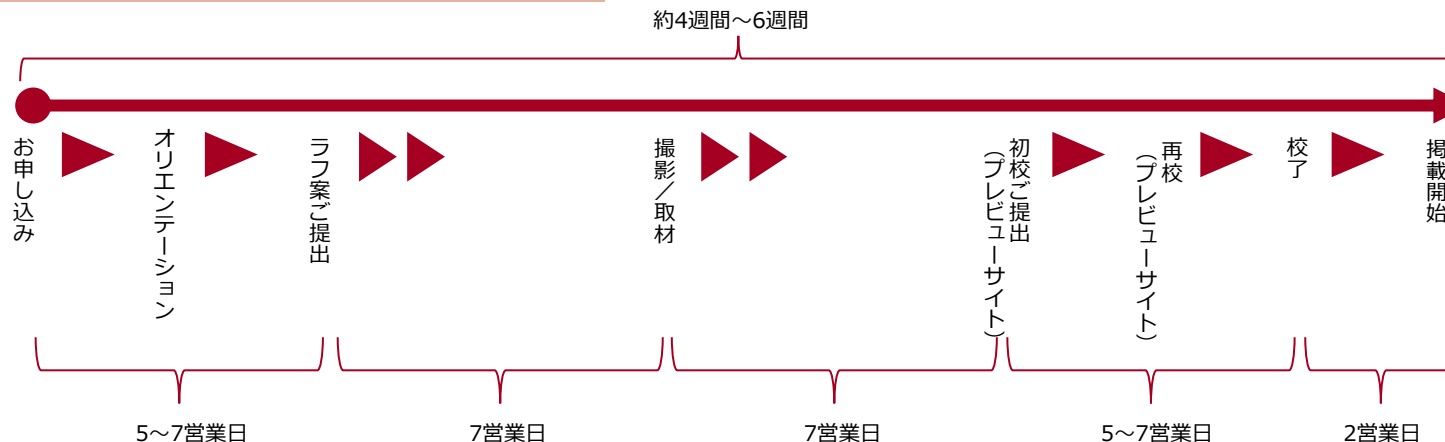 約4週間～6週間
お申し込み
オリエンテーション
ラフ案ご提出
撮影／取材
初校ご提出
（プレビューサイト）
再校
（プレビューサイト）
校了
掲載開始
5～7営業日
7営業日
7営業日
5～7営業日
2営業日